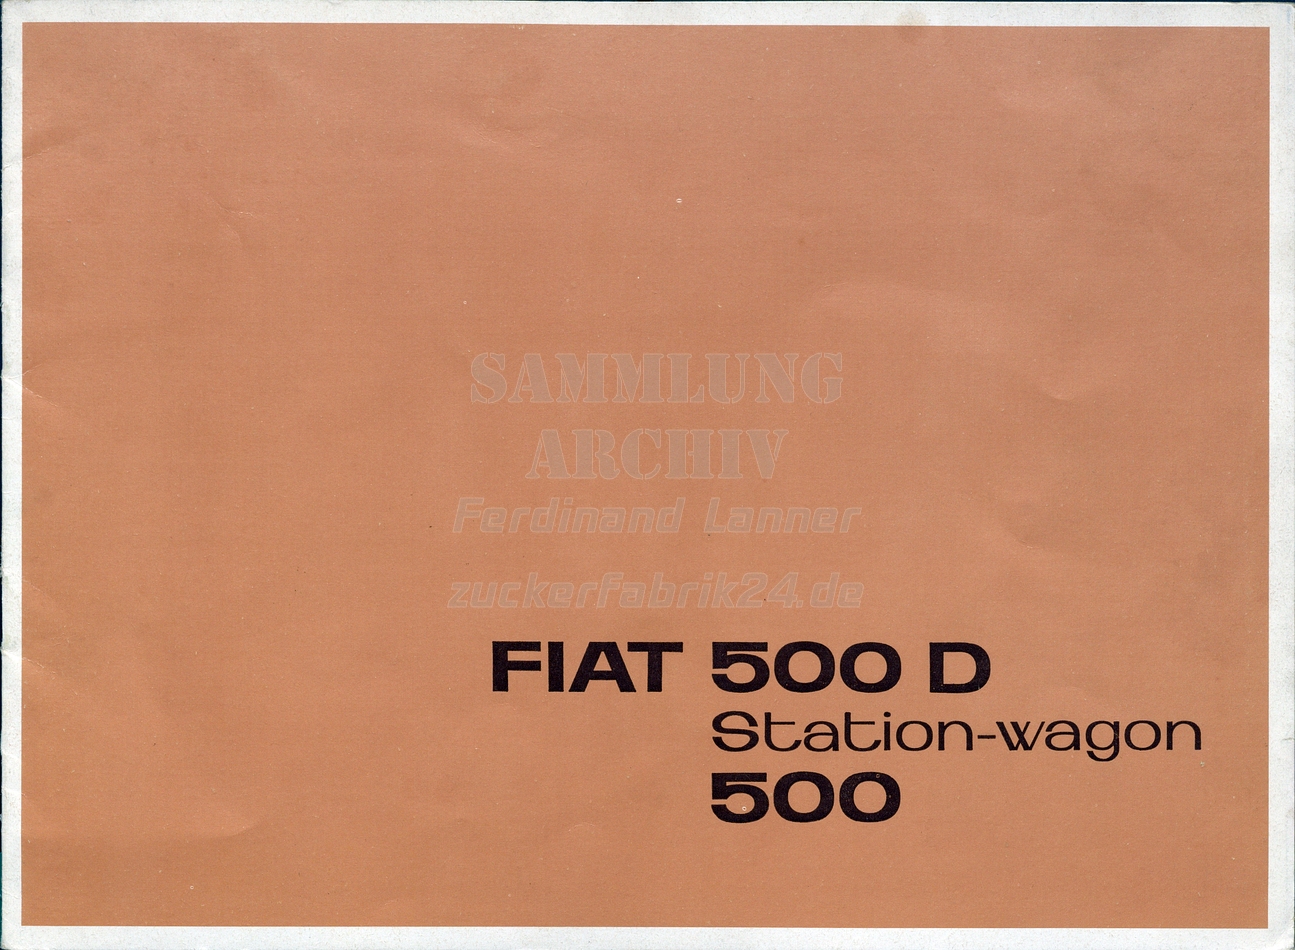 SAMMLUNG
ARCHIV
Ferdinand Lanner
zuckerfabrik24.de
FIAT 500 D
Station-wagon
500